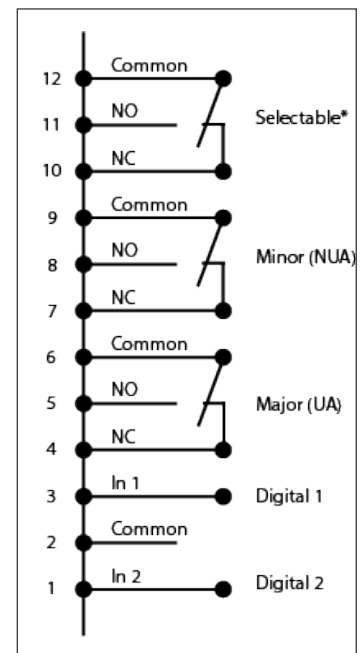 12 Common
11 NO Selectable*
10 NC
9 Common
8 NO Minor (NUA)
7 NC
6 Common
5 NO Major (UA)
4 NC
3 In 1 Digital 1
2 Common
1 In 2 Digital 2